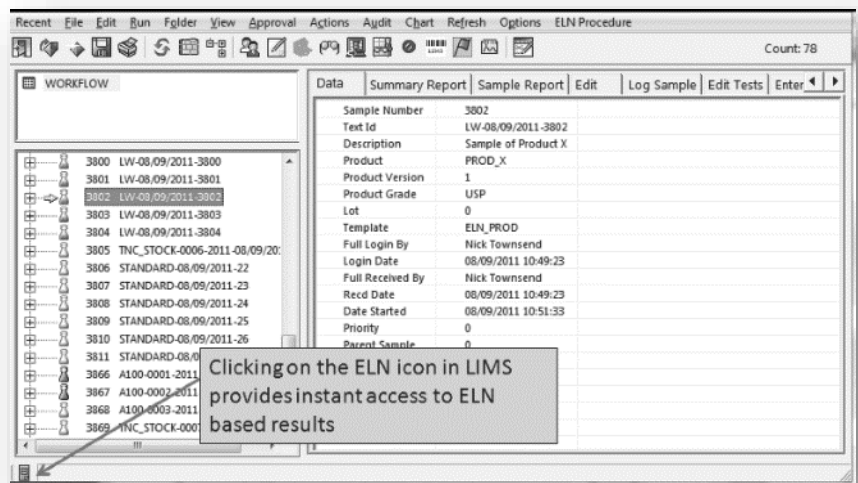 Recent File Edit Run Folder View Approval Actions Audit Chart Refresh Options ELN Procedure
Count: 78
WORKFLOW
3800 LW-08/09/2011-3800
3801 LW-08/09/2011-3801
3802 LW-08/09/2011-3802
3803 LW-08/09/2011-3803
3804 LW-08/09/2011-3804
3805 TNC_STOCK-0006-2011-08/09/20:
3806 STANDARD-08/09/2011-22
3807 STANDARD-08/09/2011-23
3808 STANDARD-08/09/2011-24
3809 STANDARD-08/09/2011-25
3810 STANDARD-08/09/2011-26
3811 STANDARD-08/0
3866 A100-0001-2011
3867 A100-0002-2011
3868 A100-0003-2011
3869 TNC_STOCK-000
Data Summary Report Sample Report Edit Log Sample Edit Tests Enter
Sample Number 3802
Text Id LW-08/09/2011-3802
Description Sample of Product X
Product PROD_X
Product Version 1
Product Grade USP
Lot 0
Template ELN_PROD
Full Login By Nick Townsend
Login Date 08/09/2011 10:49:23
Full Received By Nick Townsend
Recd Date 08/09/2011 10:49:23
Date Started 08/09/2011 10:51:33
Priority 0
Parent Sample 0
Clicking on the ELN icon in LIMS
provides instant access to ELN
based results